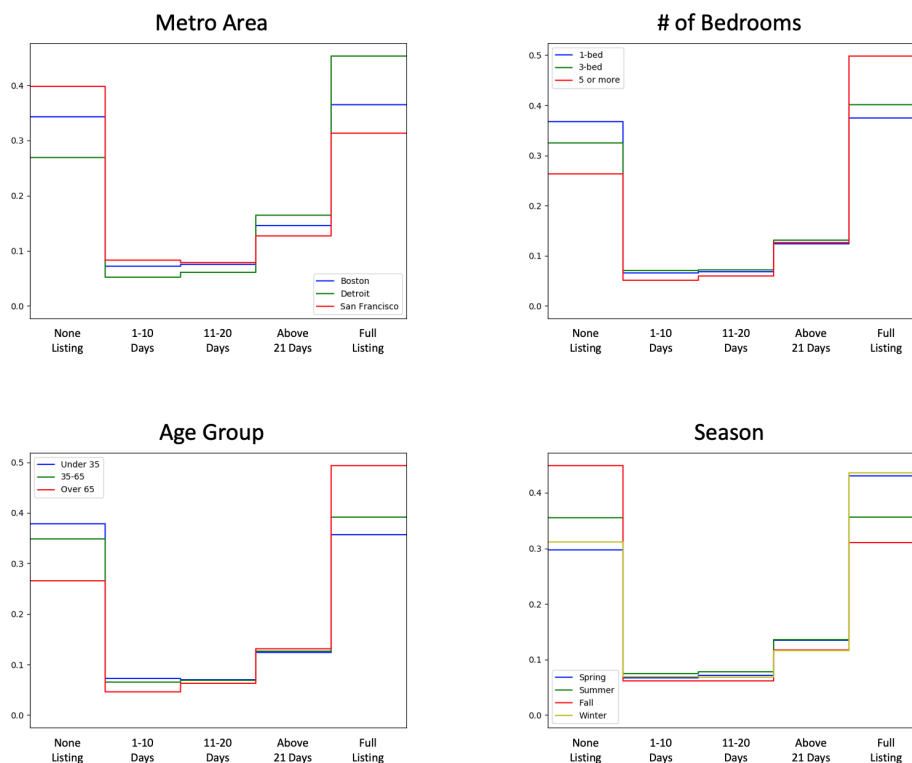 Metro Area
0.4
0.3
0.2
0.1
0.0
Boston
Detroit
San Francisco
None
Listing
1-10
Days
11-20
Days
Above
21 Days
Full
Listing
# of Bedrooms
0.5
0.4
0.3
0.2
0.1
0.0
1-bed
3-bed
5 or more
None
Listing
1-10
Days
11-20
Days
Above
21 Days
Full
Listing
Age Group
0.5
0.4
0.3
0.2
0.1
0.0
Under 35
35-65
Over 65
None
Listing
1-10
Days
11-20
Days
Above
21 Days
Full
Listing
Season
0.4
0.3
0.2
0.1
0.0
Spring
Summer
Fall
Winter
None
Listing
1-10
Days
11-20
Days
Above
21 Days
Full
Listing